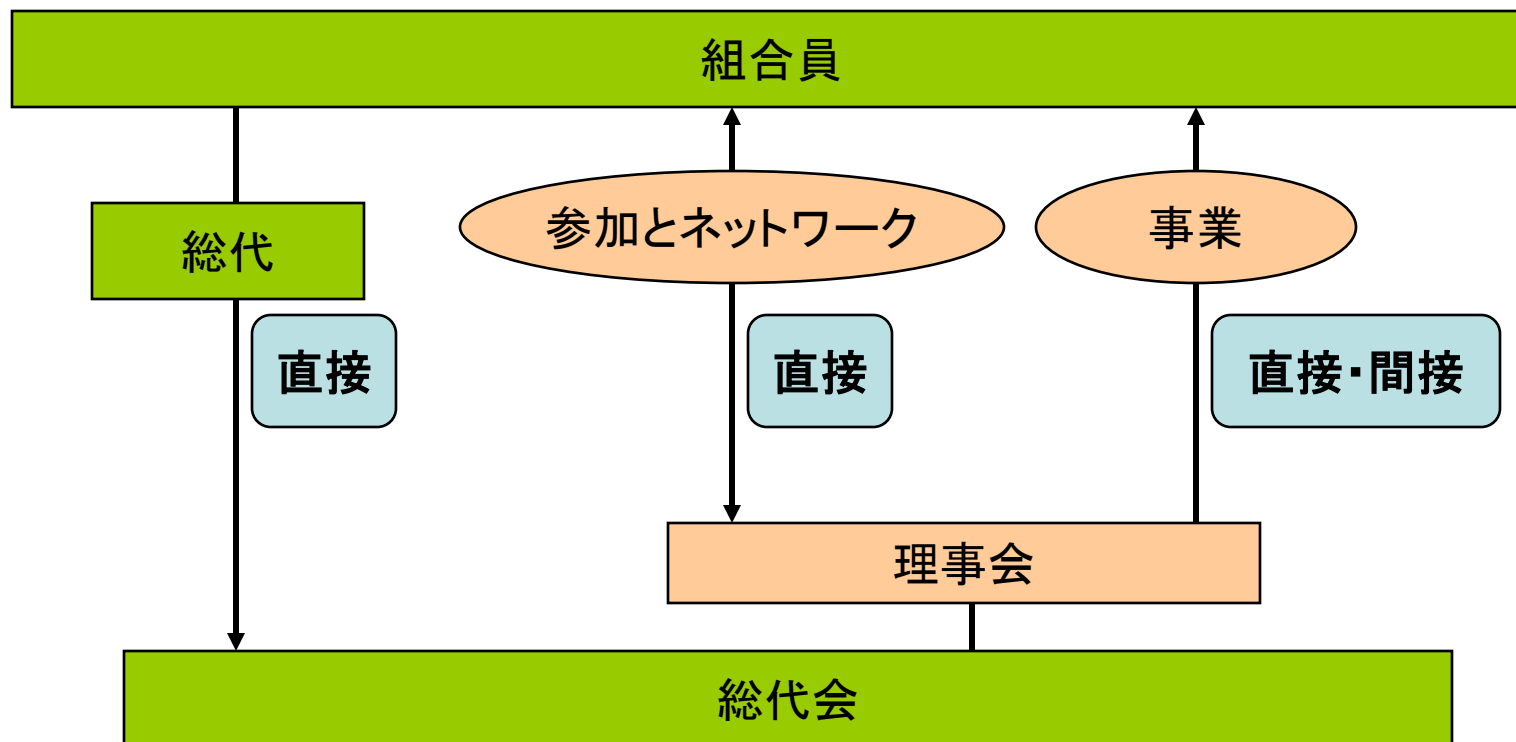 組合員
参加とネットワーク
事業
総代
直接
直接
直接・間接
理事会
総代会